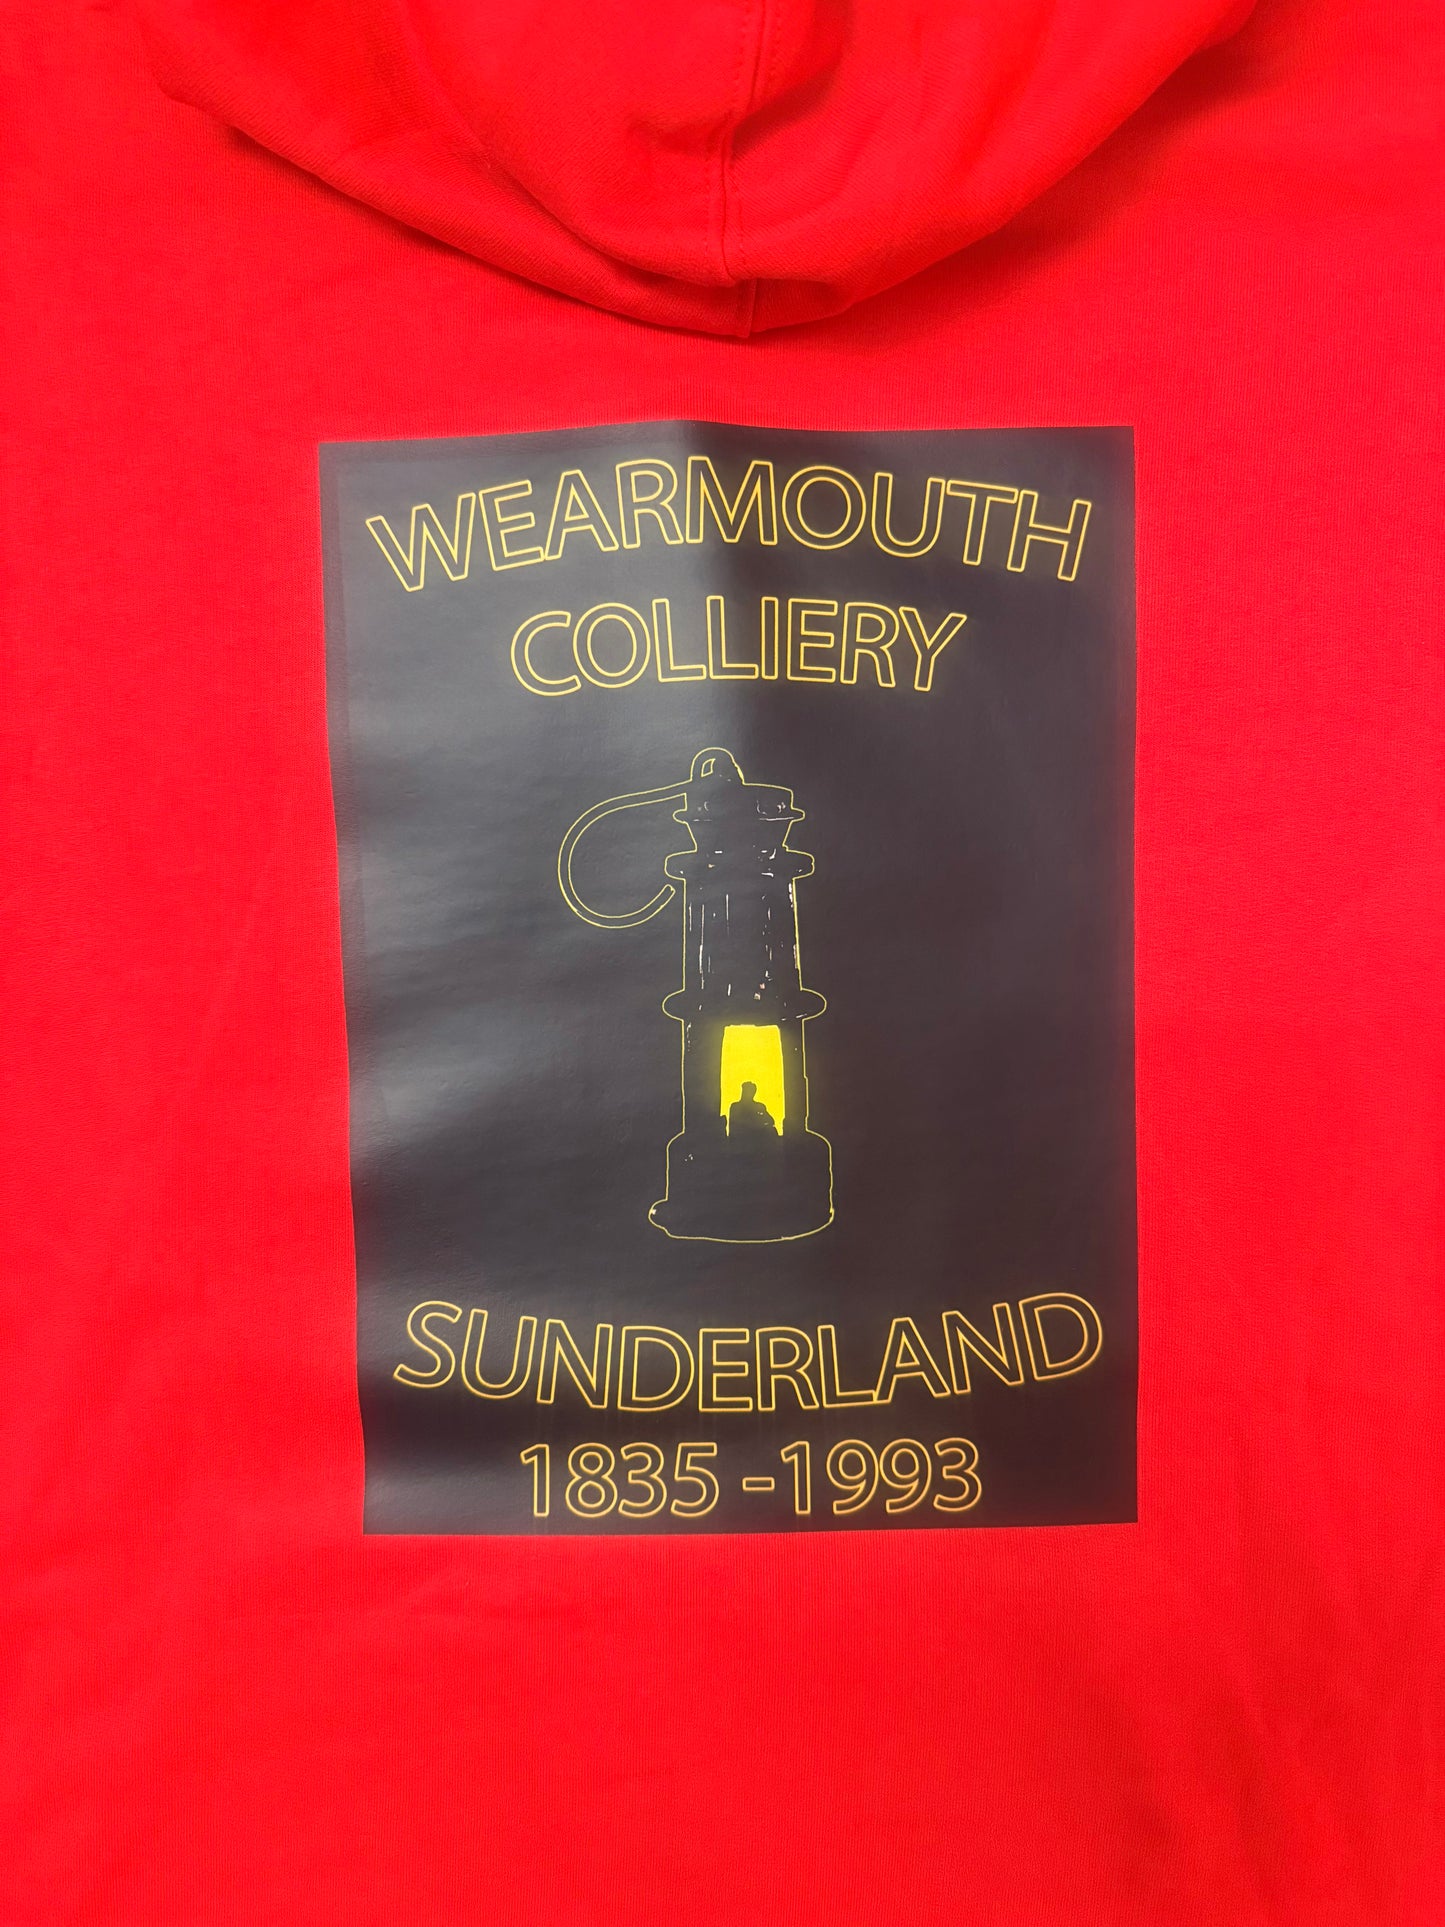 WEARMOUTH
COLLIERY
SUNDERLAND
1835 -1993